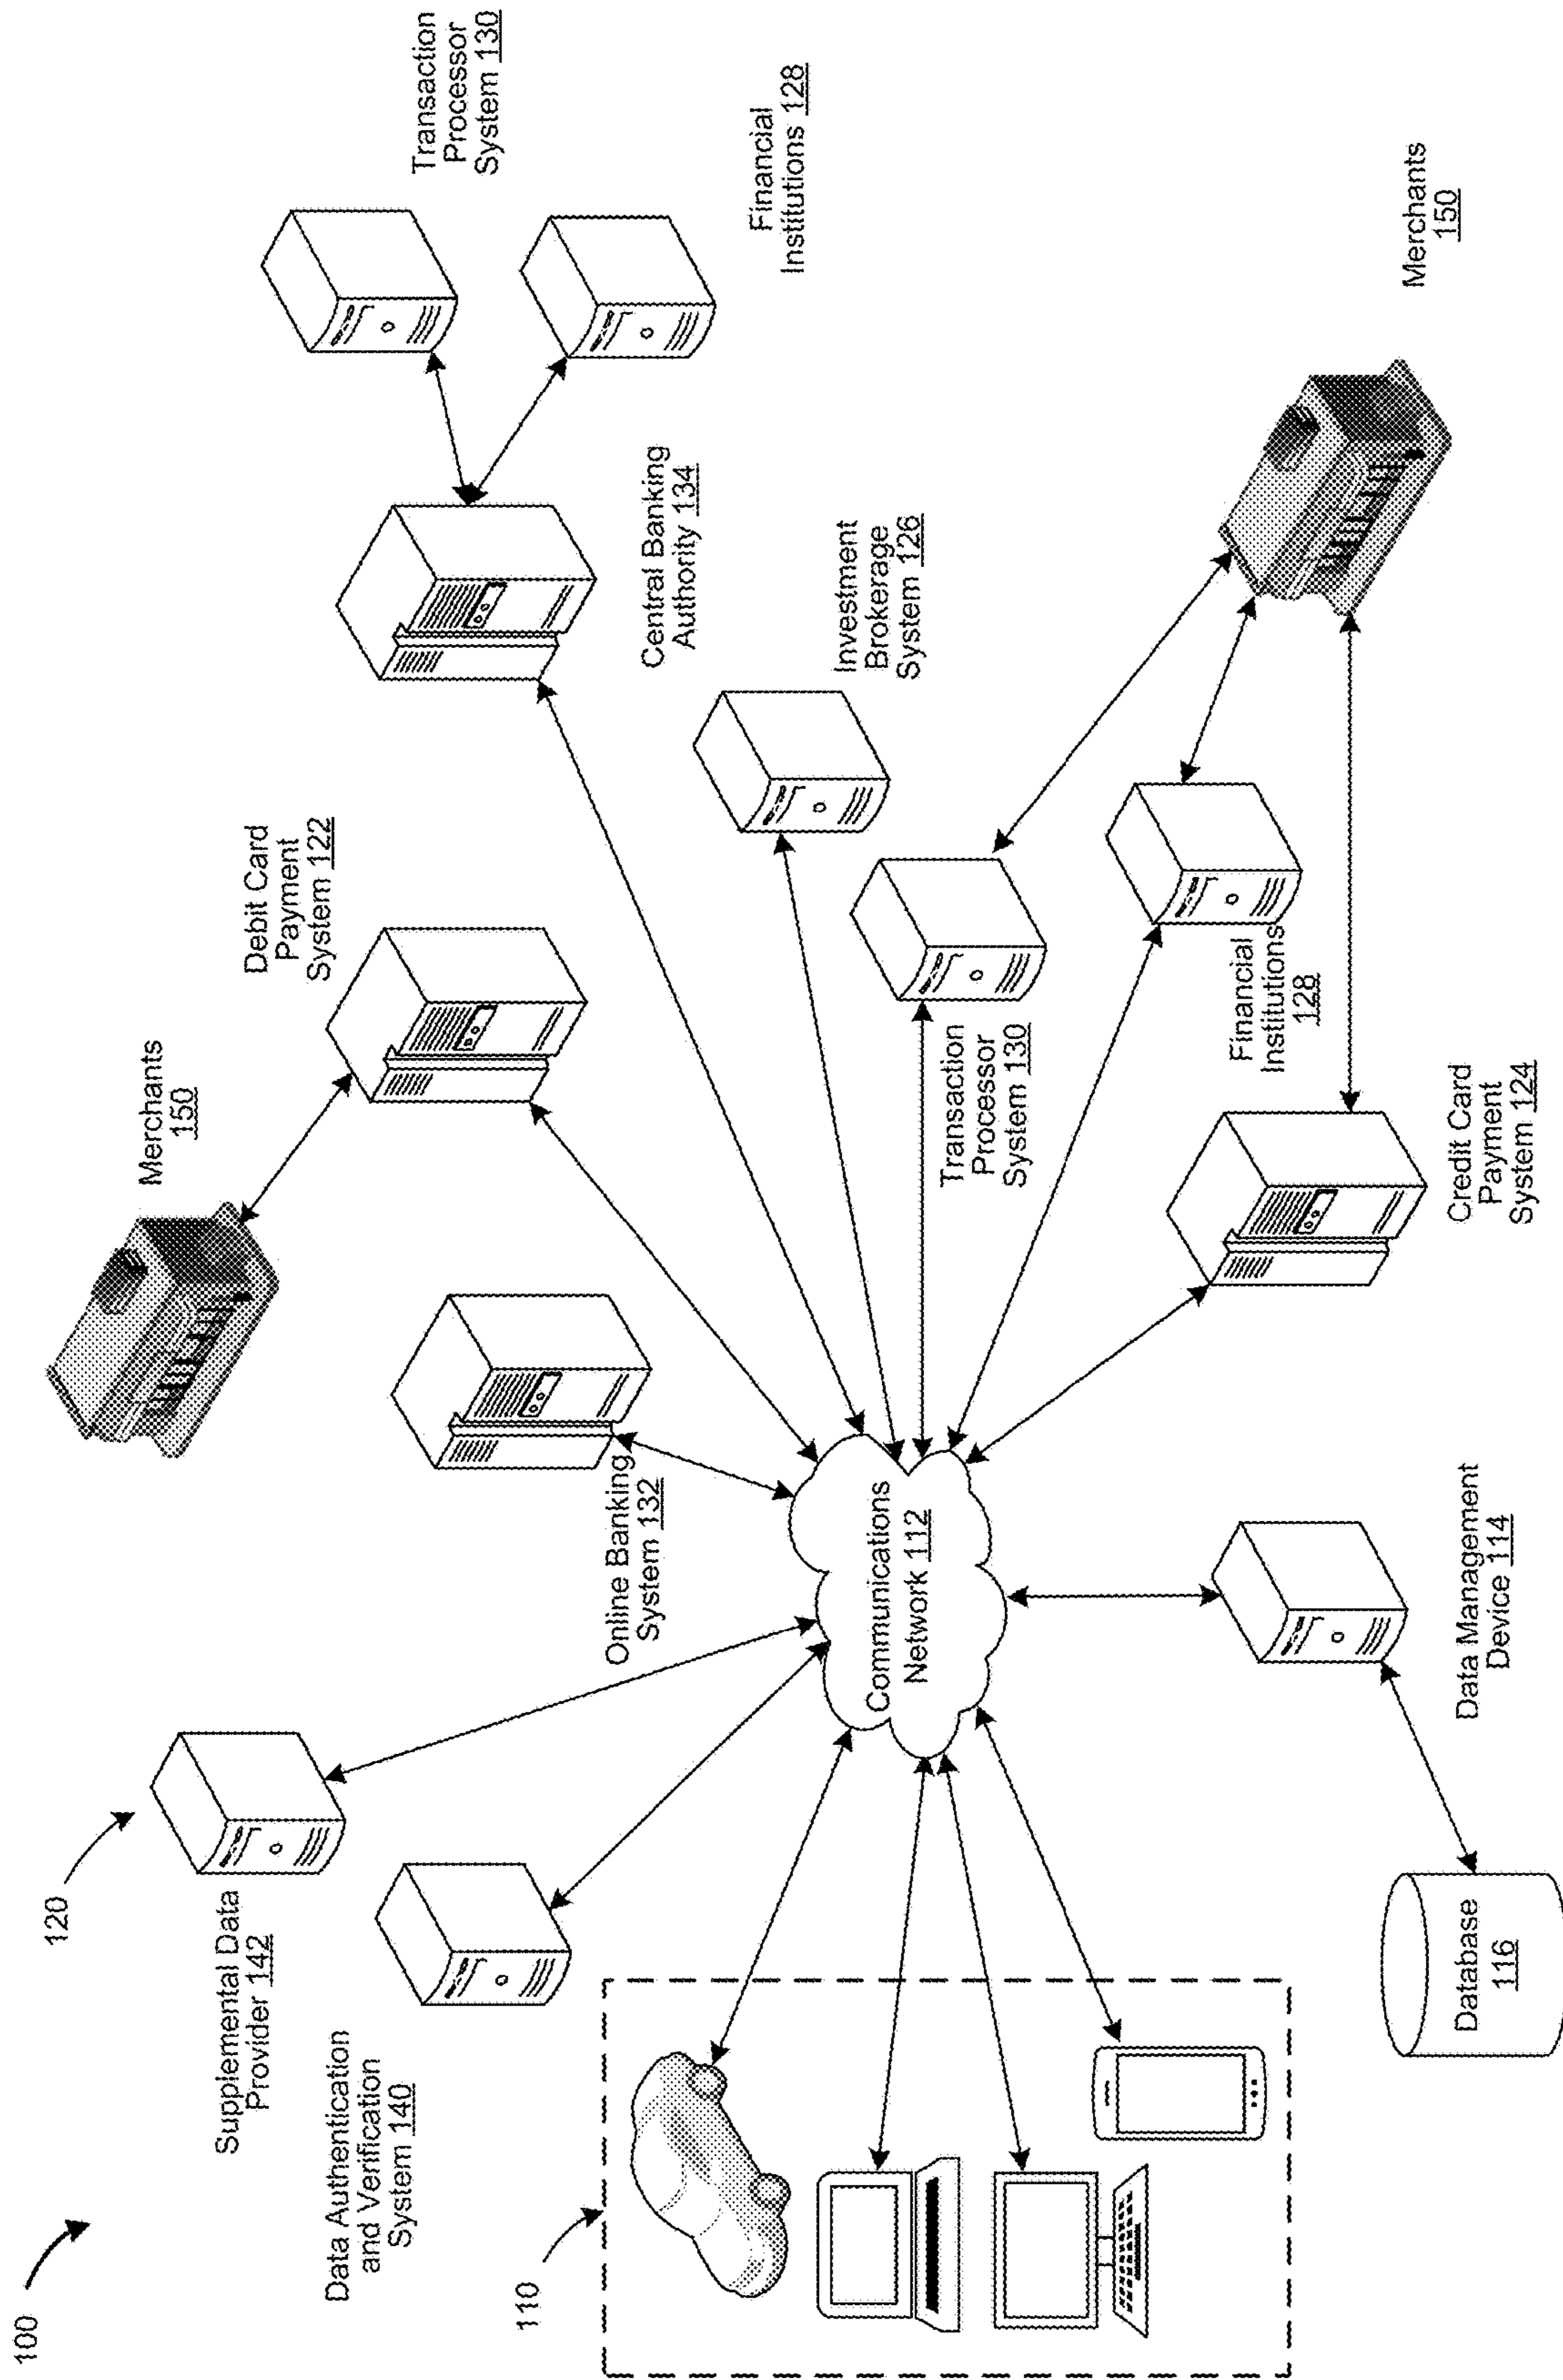 100
120
Supplemental Data
Provider 142
Data Authentication
and Verification
System 140
110
Merchants
150
Debit Card
Payment
System 122
Online Banking
System 132
Transaction
Processor
System 130
Financial
Institutions 128
Central Banking
Authority 134
Investment
Brokerage
System 126
Communications
Network 112
Transaction
Processor
System 130
Financial
Institutions
128
Merchants
150
Credit Card
Payment
System 124
Data Management
Device 114
Database
116